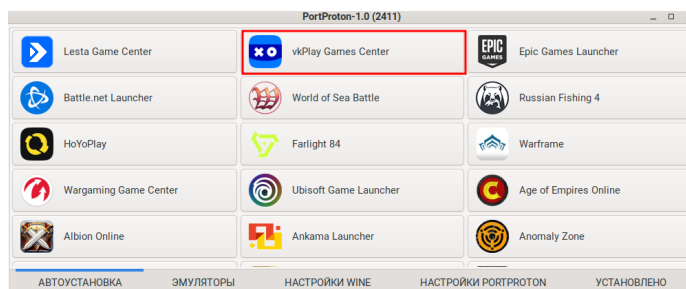 PortProton-1.0 (2411)
Lesta Game Center
vkPlay Games Center
EPIC
GAMES
Epic Games Launcher
Battle.net Launcher
World of Sea Battle
Russian Fishing 4
HoYoPlay
Farlight 84
Warframe
Wargaming Game Center
Ubisoft Game Launcher
Age of Empires Online
Albion Online
Ankama Launcher
Anomaly Zone
АВТОУСТАНОВКА
ЭМУЛЯТОРЫ
НАСТРОЙКИ WINE
НАСТРОЙКИ PORTPROTON
УСТАНОВЛЕНО